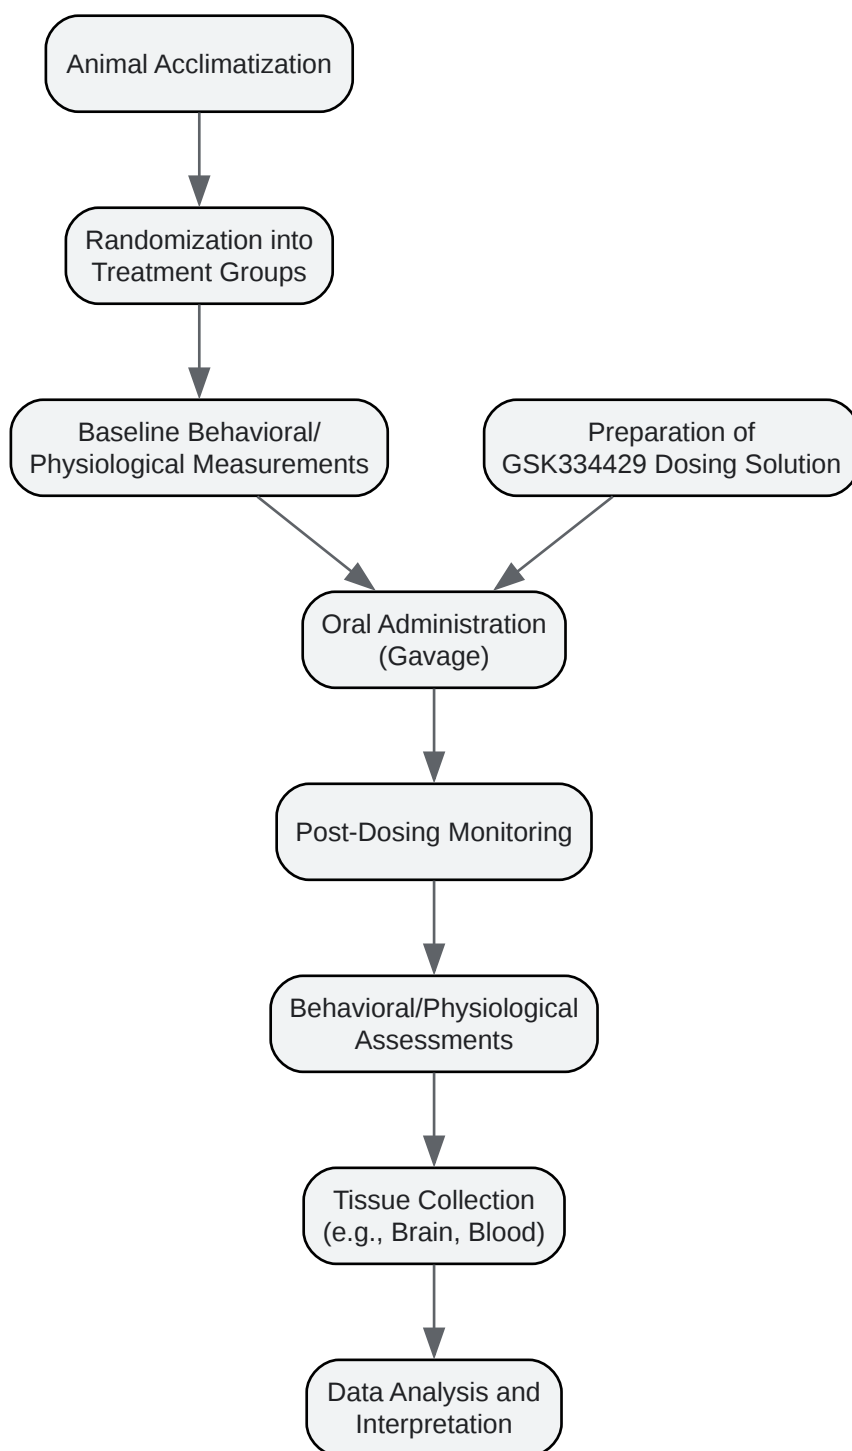 Animal Acclimatization
Randomization into
Treatment Groups
Baseline Behavioral/
Physiological Measurements
Preparation of
GSK334429 Dosing Solution
Oral Administration
(Gavage)
Post-Dosing Monitoring
Behavioral/Physiological
Assessments
Tissue Collection
(e.g., Brain, Blood)
Data Analysis and
Interpretation